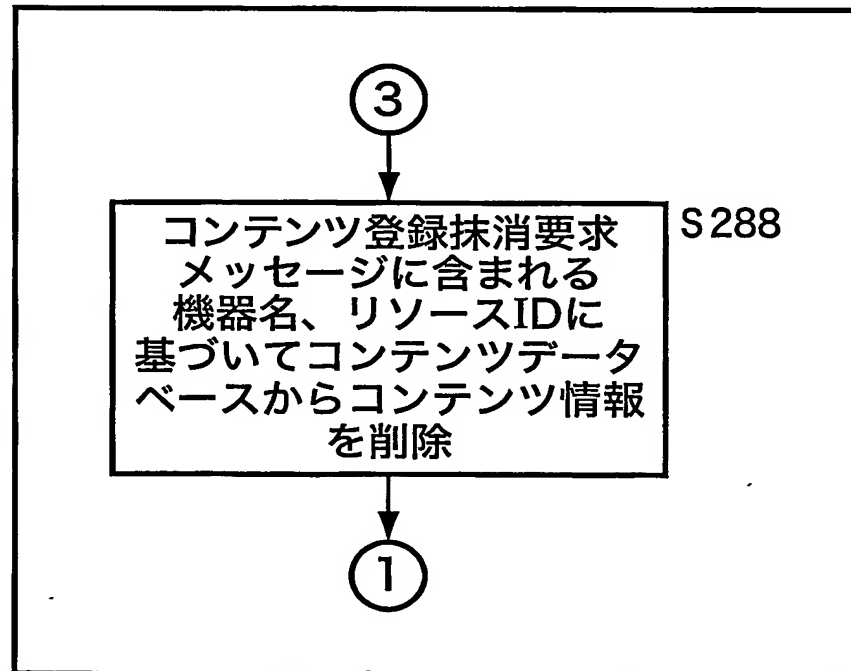 3
コンテンツ登録抹消要求
メッセージに含まれる
機器名、リソースIDに
基づいてコンテンツデータ
ベースからコンテンツ情報
を削除
S288
1